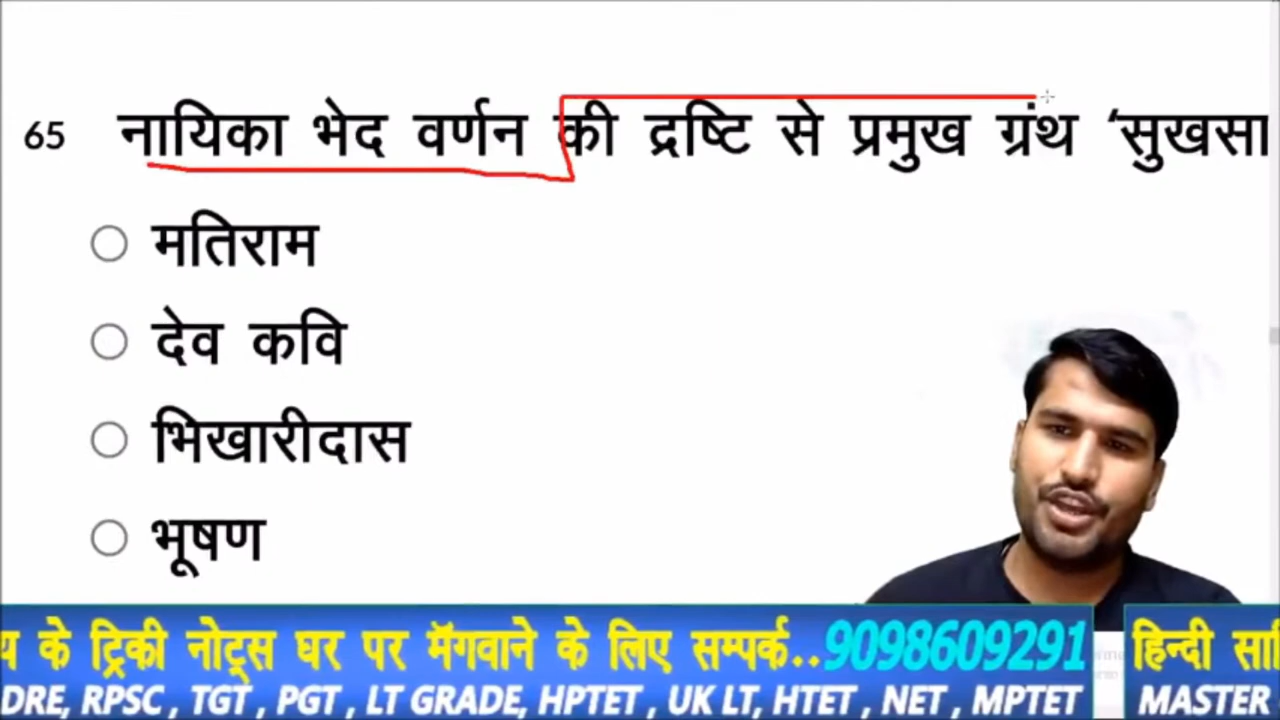 65 नायिका भेद वर्णन की द्रष्टि से प्रमुख ग्रंथ ‘सुखसा
मतिराम
देव कवि
भिखारीदास
भूषण
य के ट्रिकी नोट्स घर पर मॅगवाने के लिए सम्पर्क..9098609291
हिन्दी सा
DRE, RPSC , TGT , PGT , LT GRADE, HPTET , UK LT, HTET , NET , MPTET
MASTER